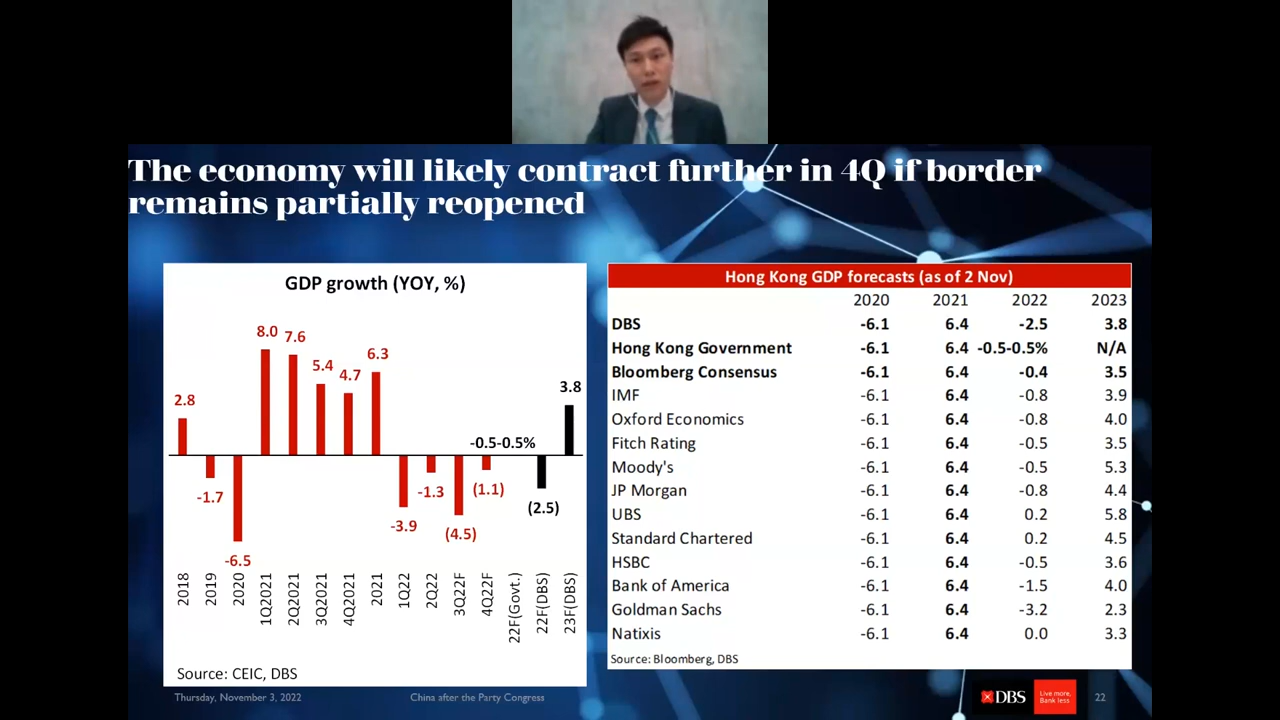 The economy will likely contract further in 4Q if border
remains partially reopened
GDP growth (YOY, %)
2.8
-1.7
-6.5
8.0
7.6
5.4
4.7
6.3
-3.9
-1.3
(4.5)
(1.1)
-0.5-0.5%
(2.5)
3.8
2018
2019
2020
1Q2021
2Q2021
3Q2021
4Q2021
2021
1Q22
2Q22
3Q22F
4Q22F
22F(Govt.)
22F(DBS)
23F(DBS)
Source: CEIC, DBS
Hong Kong GDP forecasts (as of 2 Nov)
2020 2021 2022 2023
DBS -6.1 6.4 -2.5 3.8
Hong Kong Government -6.1 6.4 -0.5-0.5% N/A
Bloomberg Consensus -6.1 6.4 -0.4 3.5
IMF -6.1 6.4 -0.8 3.9
Oxford Economics -6.1 6.4 -0.8 4.0
Fitch Rating -6.1 6.4 -0.5 3.5
Moody's -6.1 6.4 -0.5 5.3
JP Morgan -6.1 6.4 -0.8 4.4
UBS -6.1 6.4 0.2 5.8
Standard Chartered -6.1 6.4 0.2 4.5
HSBC -6.1 6.4 -0.5 3.6
Bank of America -6.1 6.4 -1.5 4.0
Goldman Sachs -6.1 6.4 -3.2 2.3
Natixis -6.1 6.4 0.0 3.3
Source: Bloomberg, DBS
Thursday, November 3, 2022
China after the Party Congress
DBS
Live more,
Bank less
22